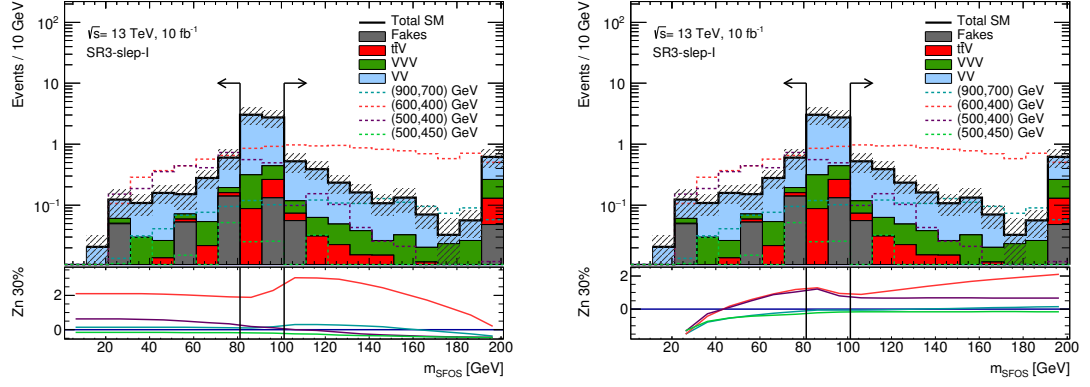 Events / 10 GeV
10²
10
1
10⁻¹
√s= 13 TeV, 10 fb⁻¹
SR3-slep-I
Total SM
Fakes
tt̄V
VVV
VV
(900,700) GeV
(600,400) GeV
(500,400) GeV
(500,450) GeV
Zn 30%
2
0
20 40 60 80 100 120 140 160 180 200
m_SFOS [GeV]
Events / 10 GeV
10²
10
1
10⁻¹
√s= 13 TeV, 10 fb⁻¹
SR3-slep-I
Total SM
Fakes
tt̄V
VVV
VV
(900,700) GeV
(600,400) GeV
(500,400) GeV
(500,450) GeV
Zn 30%
2
0
20 40 60 80 100 120 140 160 180 200
m_SFOS [GeV]